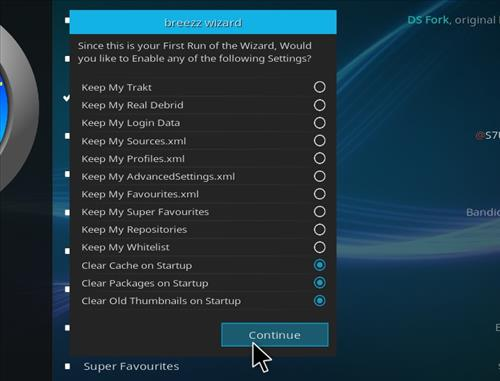 breezz wizard
DS Fork, original
Since this is your First Run of the Wizard, Would
you like to Enable any of the following Settings?
Keep My Trakt
Keep My Real Debrid
Keep My Login Data
Keep My Sources.xml
@S70
Keep My Profiles.xml
Keep My AdvancedSettings.xml
Keep My Favourites.xml
Keep My Super Favourites
Bandic
Keep My Repositories
Keep My Whitelist
Clear Cache on Startup
Clear Packages on Startup
Clear Old Thumbnails on Startup
Continue
Super Favourites